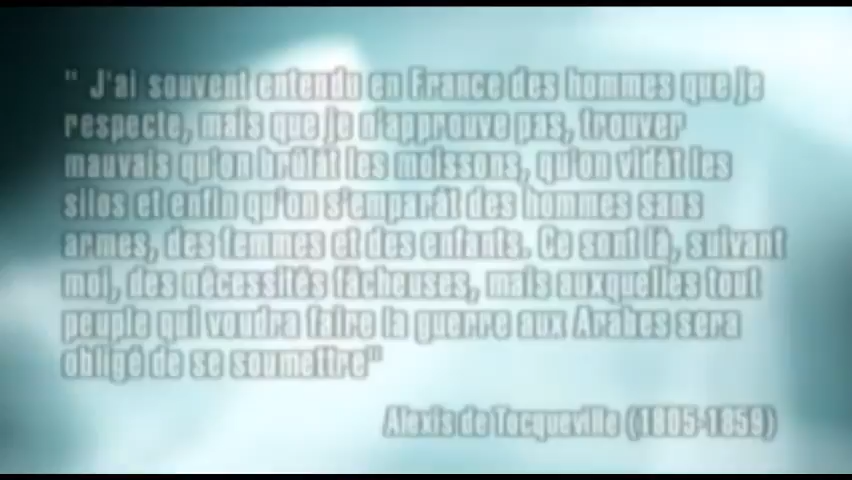 " J'ai souvent entendu en France des hommes que je
respecte, mais que je n'approuve pas, trouver
mauvais qu'on brûlât les moissons, qu'on vidât les
silos et enfin qu'on s'emparât des hommes sans
armes, des femmes et des enfants. Ce sont là, suivant
moi, des nécessités fâcheuses, mais auxquelles tout
peuple qui voudra faire la guerre aux Arabes sera
obligé de se soumettre"
Alexis de Tocqueville (1805-1859)